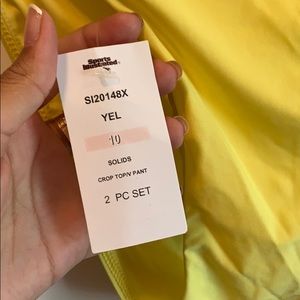 Sports
Illustrated
SI20148X
YEL
10
SOLIDS
CROP TOP/V PANT
2 PC SET